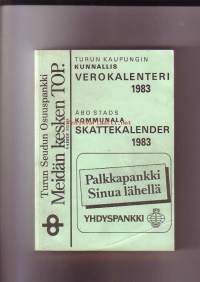 Turun Seudun Osuuspankki
Meidän kesken TOP.
TURUN KAUPUNGIN
KUNNALLIS
VEROKALENTERI
1983
ÅBO STADS
KOMMUNALA
SKATTEKALENDER
1983
Palkkapankki
Sinua lähellä
YHDYSPANKKI